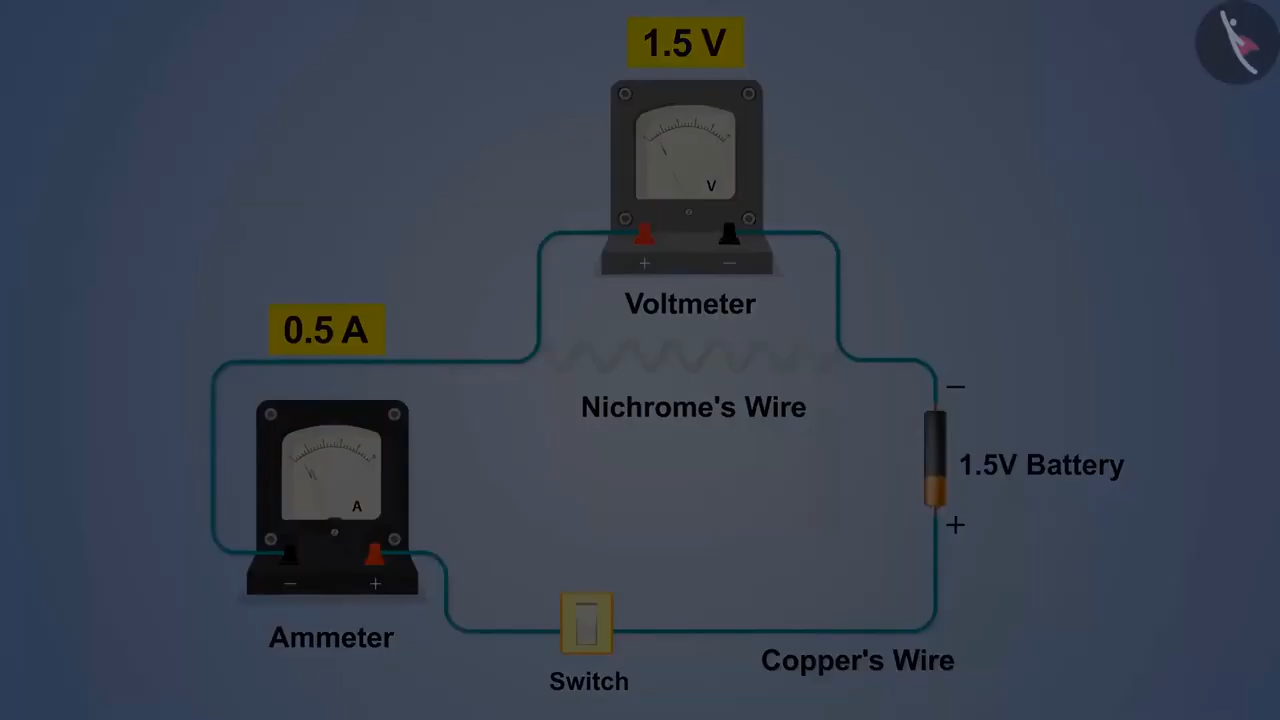 1.5 V
V
+ −
Voltmeter
0.5 A
Nichrome's Wire
−
1.5V Battery
+
A
− +
Ammeter
Switch
Copper's Wire